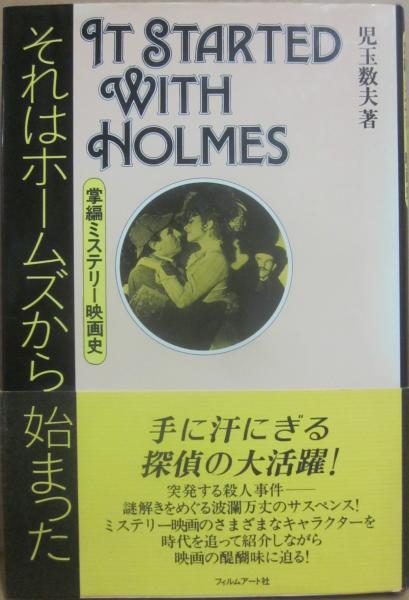 それはホームズから始まった
IT STARTED
WITH
HOLMES
児玉数夫著
掌編ミステリー映画史
手に汗にぎる
探偵の大活躍!
突発する殺人事件——
謎解きをめぐる波瀾万丈のサスペンス!
ミステリー映画のさまざまなキャラクターを
時代を追って紹介しながら
映画の醍醐味に迫る!
フィルムアート社